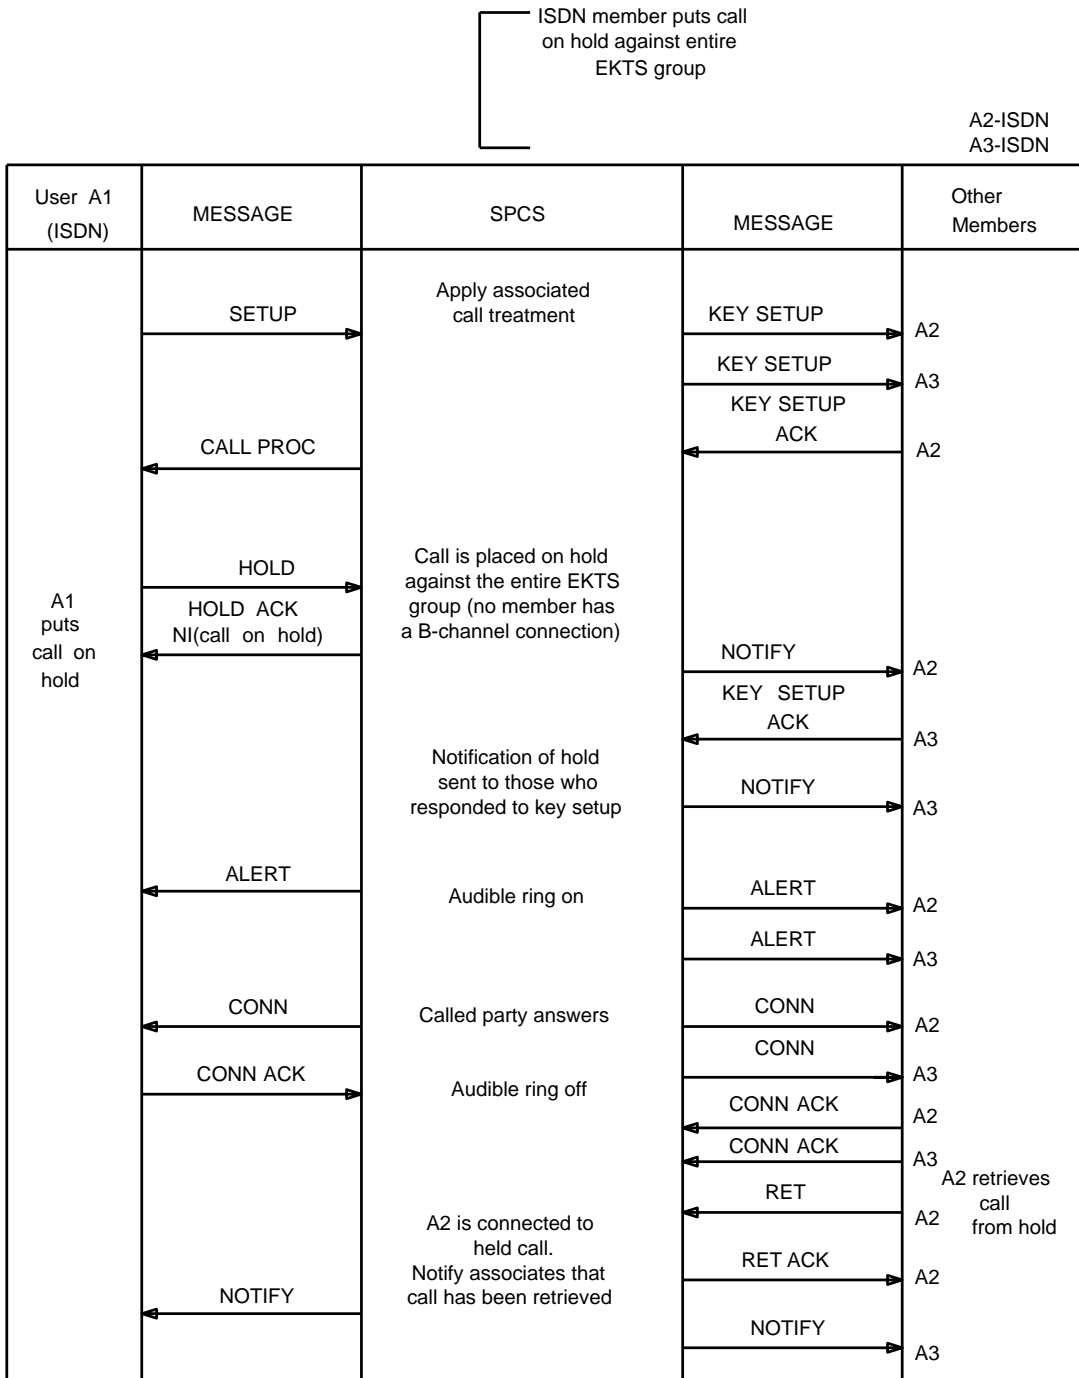 ISDN member puts call
on hold against entire
EKTS group
A2-ISDN
A3-ISDN
User A1
(ISDN)
MESSAGE
SPCS
MESSAGE
Other
Members
SETUP
Apply associated
call treatment
KEY SETUP
A2
KEY SETUP
A3
KEY SETUP
ACK
A2
CALL PROC
A1
puts
call on
hold
HOLD
HOLD ACK
NI(call on hold)
Call is placed on hold
against the entire EKTS
group (no member has
a B-channel connection)
NOTIFY
A2
KEY SETUP
ACK
A3
Notification of hold
sent to those who
responded to key setup
NOTIFY
A3
ALERT
Audible ring on
ALERT
A2
ALERT
A3
CONN
Called party answers
CONN
A2
CONN
A3
CONN ACK
Audible ring off
CONN ACK
A2
CONN ACK
A3
RET
A2
A2 retrieves
call
from hold
A2 is connected to
held call.
Notify associates that
call has been retrieved
RET ACK
A2
NOTIFY
NOTIFY
A3